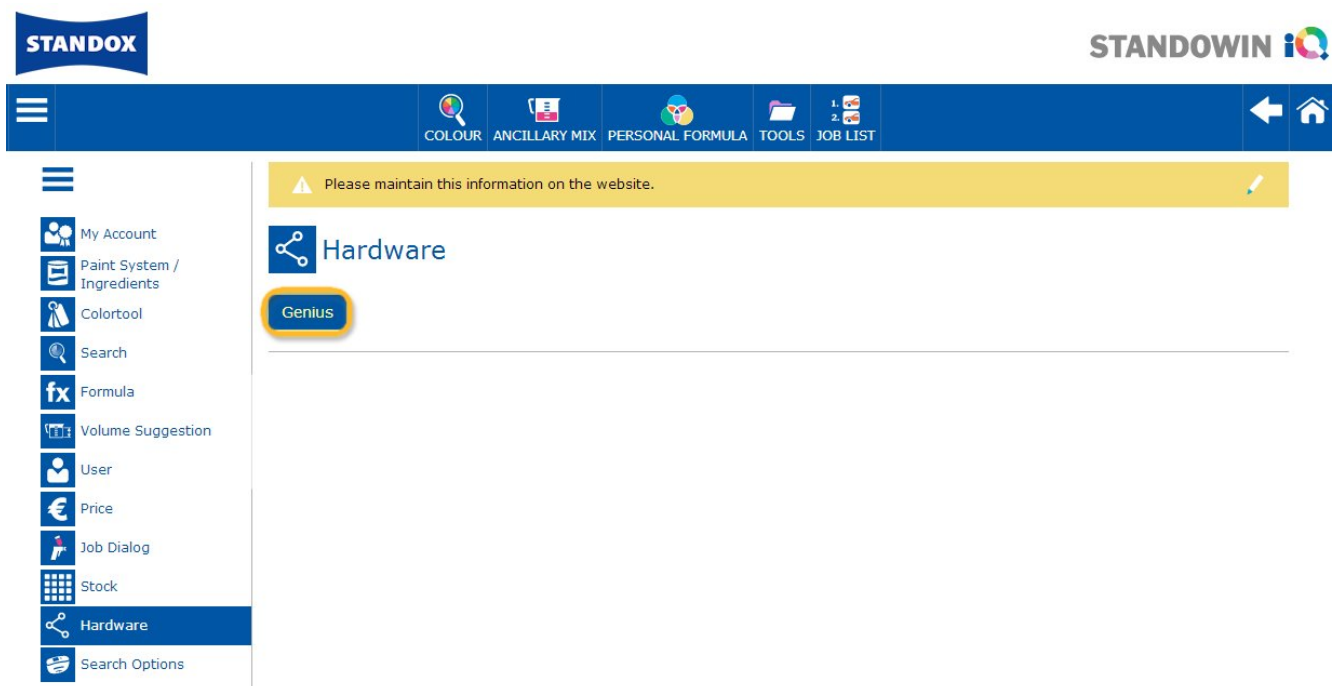 STANDOX
STANDOWIN iQ
COLOUR
ANCILLARY MIX
PERSONAL FORMULA
TOOLS
1.
2.
JOB LIST
Please maintain this information on the website.
My Account
Paint System /
Ingredients
Colortool
Search
fx Formula
Volume Suggestion
User
€ Price
Job Dialog
Stock
Hardware
Search Options
Hardware
Genius